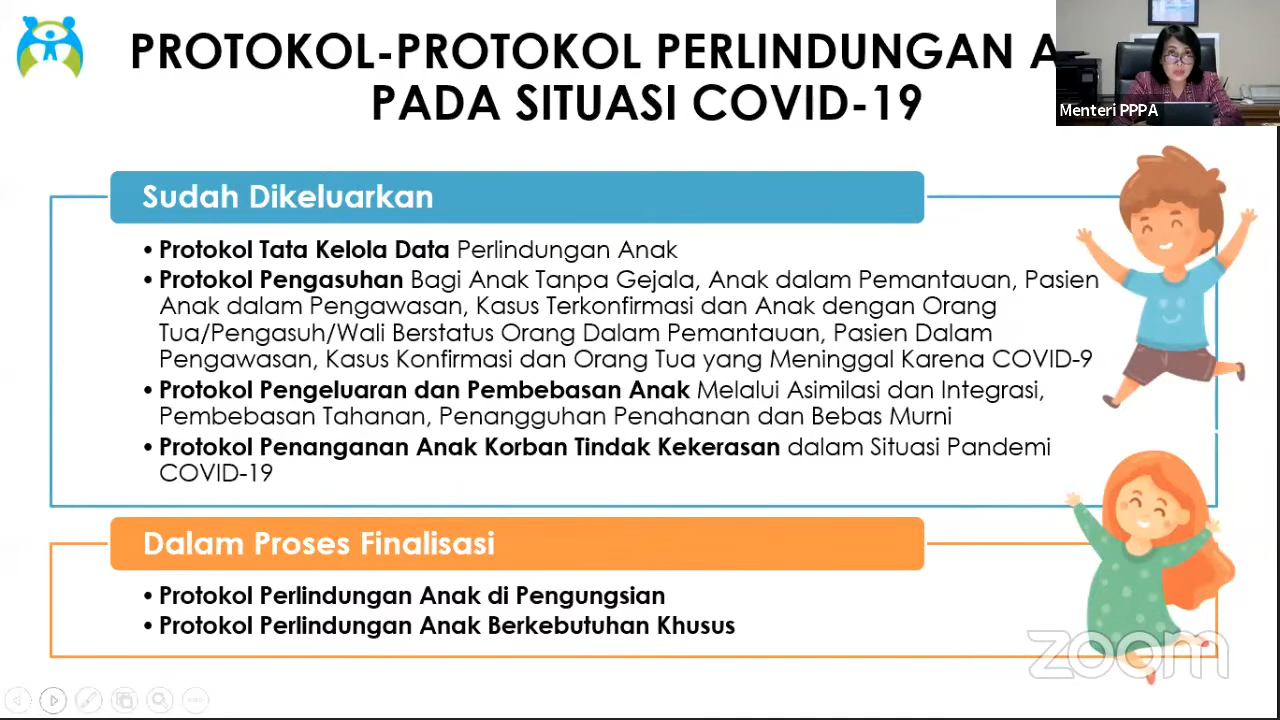 PROTOKOL-PROTOKOL PERLINDUNGAN A
PADA SITUASI COVID-19
Menteri PPPA
Sudah Dikeluarkan
• Protokol Tata Kelola Data Perlindungan Anak
• Protokol Pengasuhan Bagi Anak Tanpa Gejala, Anak dalam Pemantauan, Pasien
Anak dalam Pengawasan, Kasus Terkonfirmasi dan Anak dengan Orang
Tua/Pengasuh/Wali Berstatus Orang Dalam Pemantauan, Pasien Dalam
Pengawasan, Kasus Konfirmasi dan Orang Tua yang Meninggal Karena COVID-9
• Protokol Pengeluaran dan Pembebasan Anak Melalui Asimilasi dan Integrasi,
Pembebasan Tahanan, Penangguhan Penahanan dan Bebas Murni
• Protokol Penanganan Anak Korban Tindak Kekerasan dalam Situasi Pandemi
COVID-19
Dalam Proses Finalisasi
• Protokol Perlindungan Anak di Pengungsian
• Protokol Perlindungan Anak Berkebutuhan Khusus
zoom